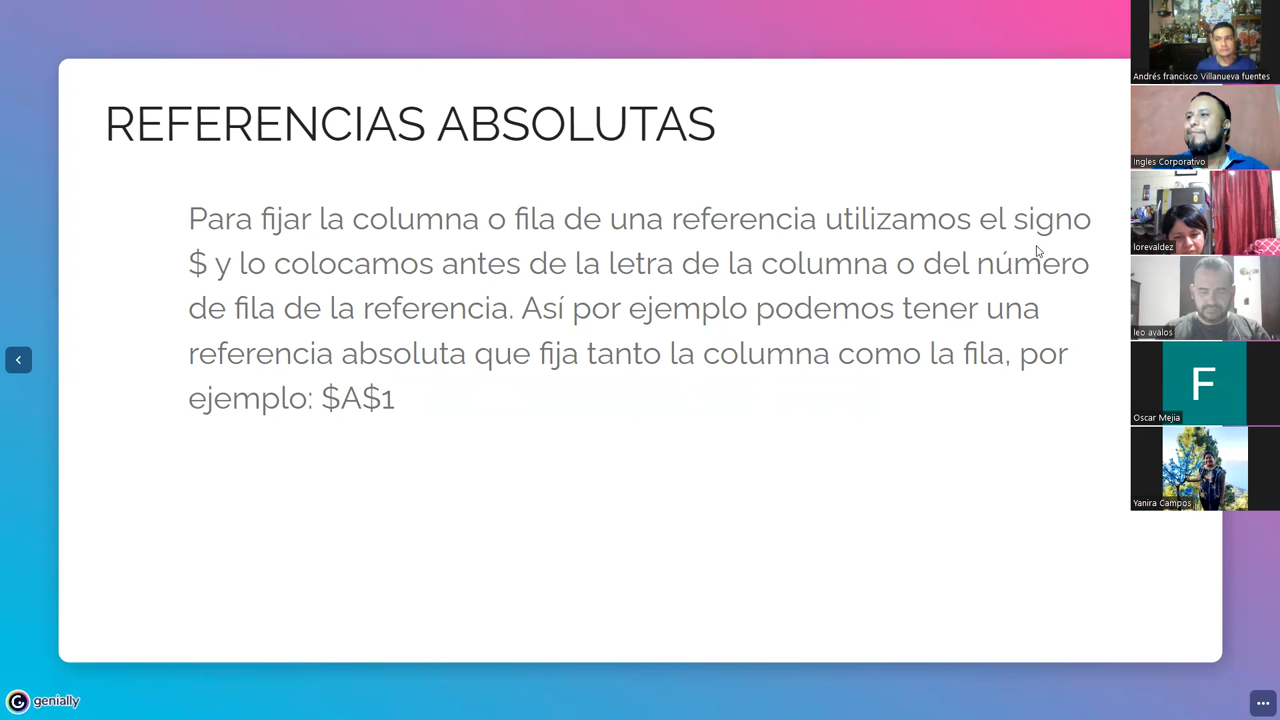 REFERENCIAS ABSOLUTAS
Para fijar la columna o fila de una referencia utilizamos el signo
$ y lo colocamos antes de la letra de la columna o del número
de fila de la referencia. Así por ejemplo podemos tener una
referencia absoluta que fija tanto la columna como la fila, por
ejemplo: $A$1
Andrés francisco Villanueva fuentes
Ingles Corporativo
lorevaldez
leo avalos
F
Oscar Mejia
Yanira Campos
genially